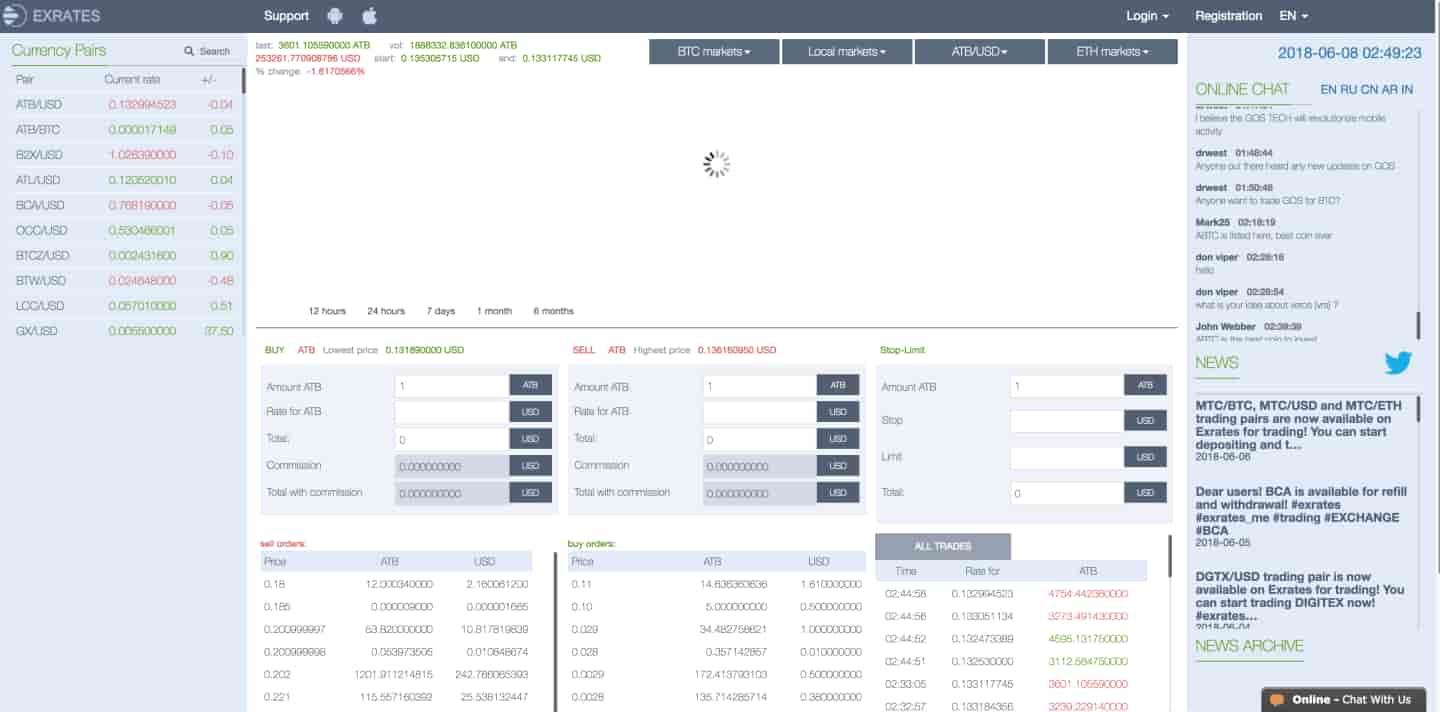 EXRATES
Support
Login
Registration
EN
Currency Pairs
Search
Pair Current rate +/-
ATB/USD 0.132994523 -0.04
ATB/BTC 0.000017149 0.05
B2X/USD 1.026390000 -0.10
ATL/USD 0.120520010 0.04
BCA/USD 0.768190000 -0.05
OCC/USD 0.530466001 0.05
BTCZ/USD 0.002431600 0.90
BTW/USD 0.024648000 -0.48
LCC/USD 0.057010000 0.51
GX/USD 0.005500000 37.50
last: 3601.105590000 ATB vol: 1888332.836100000 ATB
253261.770908786 USD start: 0.135305715 USD end: 0.133117745 USD
% change: -1.6170566%
BTC markets
Local markets
ATB/USD
ETH markets
12 hours 24 hours 7 days 1 month 6 months
BUY ATB Lowest price 0.131890000 USD
Amount ATB 1 ATB
Rate for ATB USD
Total: 0 USD
Commission 0.000000000 USD
Total with commission 0.000000000 USD
SELL ATB Highest price 0.136160950 USD
Amount ATB 1 ATB
Rate for ATB USD
Total: 0 USD
Commission 0.000000000 USD
Total with commission 0.000000000 USD
Stop-Limit
Amount ATB 1 ATB
Stop USD
Limit USD
Total: 0 USD
sell orders:
Price ATB USD
0.18 12.000340000 2.160061200
0.185 0.000009000 0.000001665
0.200999997 53.820000000 10.817819839
0.200999998 0.053973505 0.010848674
0.202 1201.911214815 242.786065393
0.221 115.557160392 25.538132447
buy orders:
Price ATB USD
0.11 14.636363636 1.610000000
0.10 5.000000000 0.500000000
0.029 34.482758621 1.000000000
0.028 0.357142857 0.010000000
0.0029 172.413793103 0.500000000
0.0028 135.714285714 0.380000000
ALL TRADES
Time Rate for ATB
02:44:58 0.132994523 4754.442380000
02:44:56 0.133051134 3273.491430000
02:44:52 0.132473389 4595.131750000
02:44:51 0.132530000 3112.584750000
02:33:05 0.133117745 3601.105590000
02:32:57 0.133184356 3239.229140000
2018-06-08 02:49:23
ONLINE CHAT
EN RU CN AR IN
I believe the GOS TECH will revolutionize mobile
activity
drwest 01:48:44
Anyone out there heard any new updates on GOS
drwest 01:50:48
Anyone want to trade GOS for BTC?
Mark25 02:18:19
ABTC is listed here, best coin ever
don viper 02:28:16
hello
don viper 02:28:54
what is your idea about veros (vrs) ?
John Webber 02:39:39
ABTC is the best coin to invest
NEWS
MTC/BTC, MTC/USD and MTC/ETH
trading pairs are now available on
Exrates for trading! You can start
depositing and t...
2018-06-06
Dear users! BCA is available for refill
and withdrawal! #exrates
#exrates_me #trading #EXCHANGE
#BCA
2018-06-05
DGTX/USD trading pair is now
available on Exrates for trading! You
can start trading DIGITEX now!
#exrates...
2018-06-04
NEWS ARCHIVE
Online - Chat With Us